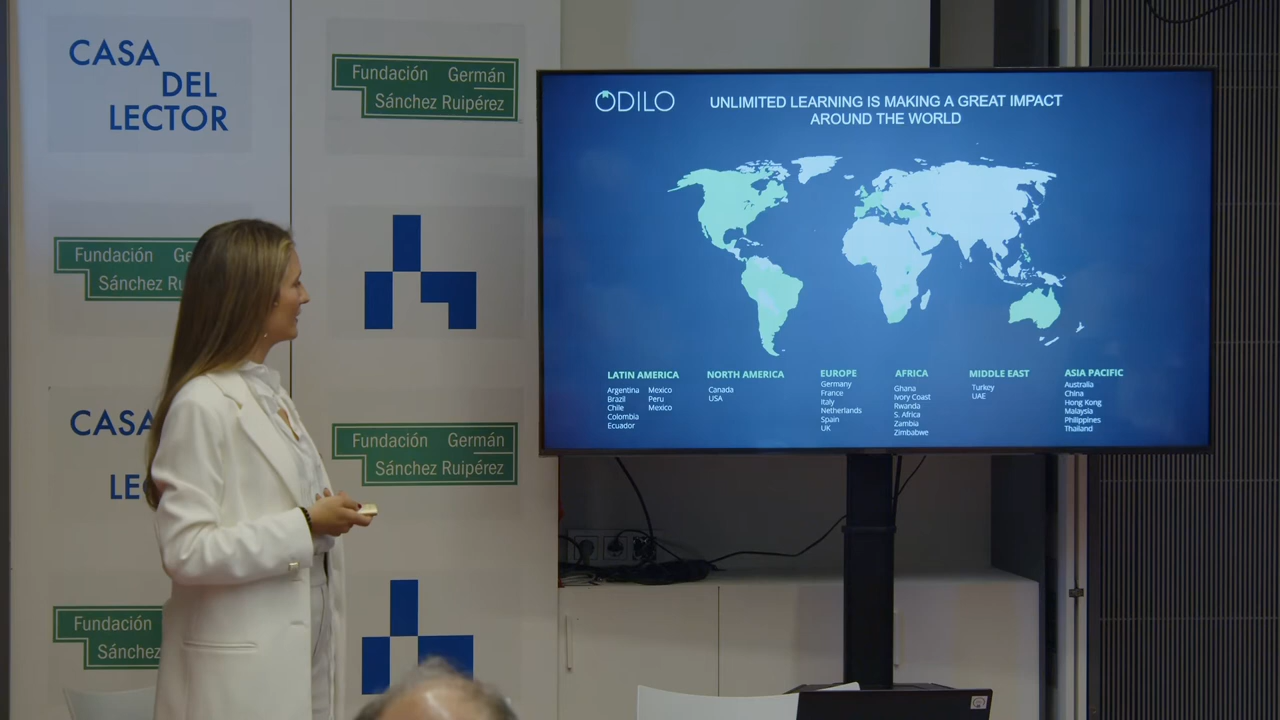 CASA
DEL
LECTOR
Fundación Germán
Sánchez Ruipérez
Fundación Ge
Sánchez Ru
CASA
LE
Fundación Germán
Sánchez Ruipérez
Fundación
Sánchez
ODILO
UNLIMITED LEARNING IS MAKING A GREAT IMPACT
AROUND THE WORLD
LATIN AMERICA
Argentina Mexico
Brazil Peru
Chile Mexico
Colombia
Ecuador
NORTH AMERICA
Canada
USA
EUROPE
Germany
France
Italy
Netherlands
Spain
UK
AFRICA
Ghana
Ivory Coast
Rwanda
S. Africa
Zambia
Zimbabwe
MIDDLE EAST
Turkey
UAE
ASIA PACIFIC
Australia
China
Hong Kong
Malaysia
Philippines
Thailand